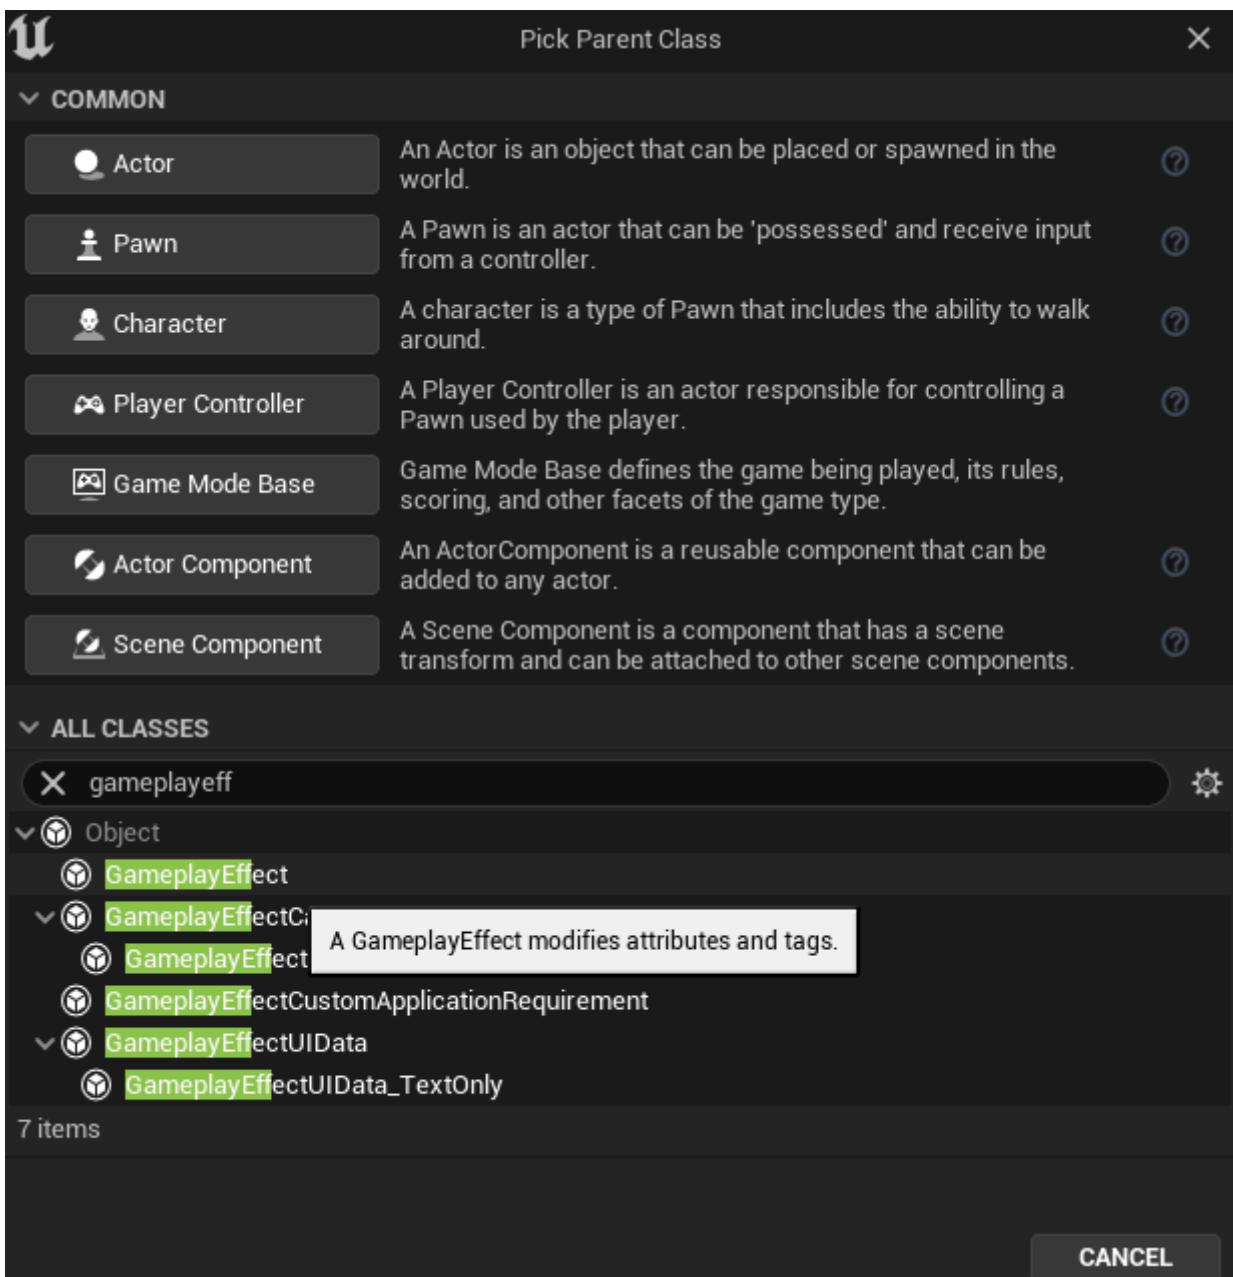 Pick Parent Class
COMMON
Actor
An Actor is an object that can be placed or spawned in the
world.
Pawn
A Pawn is an actor that can be 'possessed' and receive input
from a controller.
Character
A character is a type of Pawn that includes the ability to walk
around.
Player Controller
A Player Controller is an actor responsible for controlling a
Pawn used by the player.
Game Mode Base
Game Mode Base defines the game being played, its rules,
scoring, and other facets of the game type.
Actor Component
An ActorComponent is a reusable component that can be
added to any actor.
Scene Component
A Scene Component is a component that has a scene
transform and can be attached to other scene components.
ALL CLASSES
gameplayeff
Object
GameplayEffect
GameplayEffectC
A GameplayEffect modifies attributes and tags.
GameplayEffect
GameplayEffectCustomApplicationRequirement
GameplayEffectUIData
GameplayEffectUIData_TextOnly
7 items
CANCEL